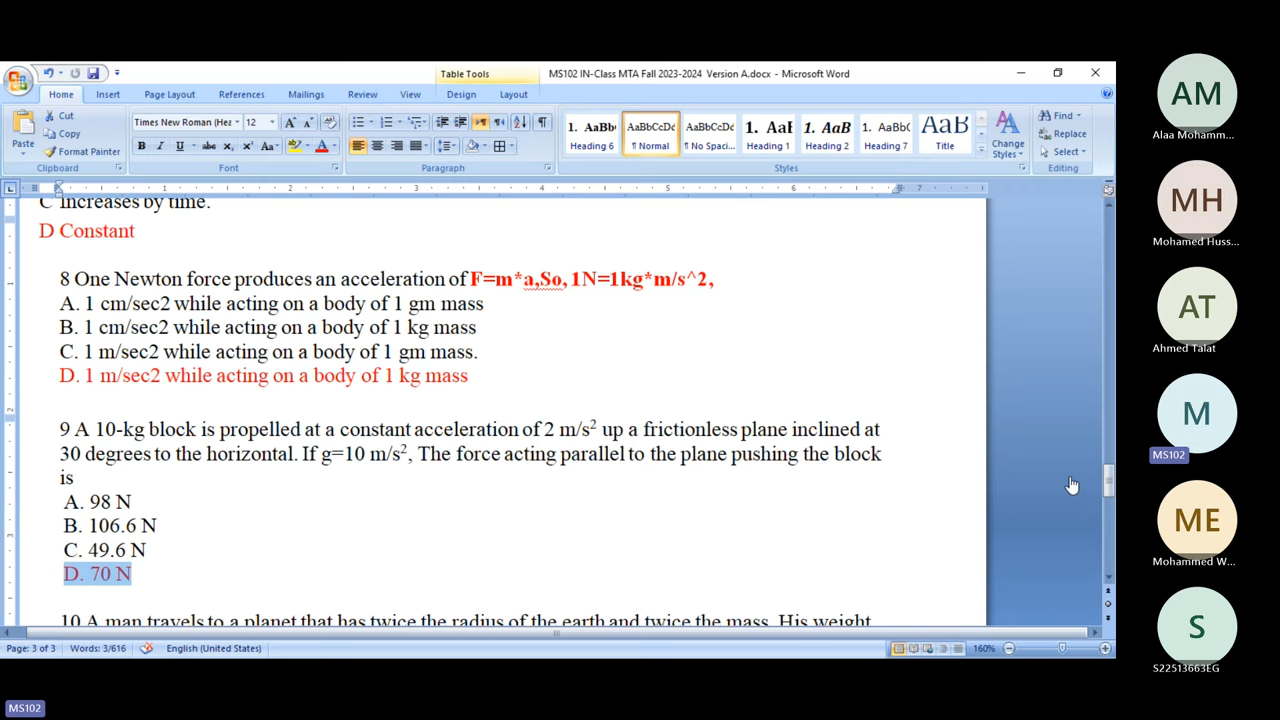 Table Tools
MS102 IN-Class MTA Fall 2023-2024 Version A.docx - Microsoft Word
Home Insert Page Layout References Mailings Review View Design Layout
Paste
Cut
Copy
Format Painter
Clipboard
Times New Roman (He 12
Font
Paragraph
1. AaBb( AaBbCcDc AaBbCcDc 1. AaH 1. AaB 1. AaBbC AaB
Heading 6 ¶ Normal ¶ No Spaci... Heading 1 Heading 2 Heading 7 Title
Change
Styles
Styles
Find
Replace
Select
Editing
1 2 3 4 5 6 7
C Increases by time.
D Constant
8 One Newton force produces an acceleration of F=m*a,So, 1N=1kg*m/s^2,
A. 1 cm/sec2 while acting on a body of 1 gm mass
B. 1 cm/sec2 while acting on a body of 1 kg mass
C. 1 m/sec2 while acting on a body of 1 gm mass.
D. 1 m/sec2 while acting on a body of 1 kg mass
9 A 10-kg block is propelled at a constant acceleration of 2 m/s² up a frictionless plane inclined at
30 degrees to the horizontal. If g=10 m/s², The force acting parallel to the plane pushing the block
is
A. 98 N
B. 106.6 N
C. 49.6 N
D. 70 N
10 A man travels to a planet that has twice the radius of the earth and twice the mass. His weight
Page: 3 of 3 Words: 3/616 English (United States) 160%
AM
Alaa Mohamm...
MH
Mohamed Huss...
AT
Ahmed Talat
M
MS102
ME
Mohammed W...
S
S22513663EG
MS102